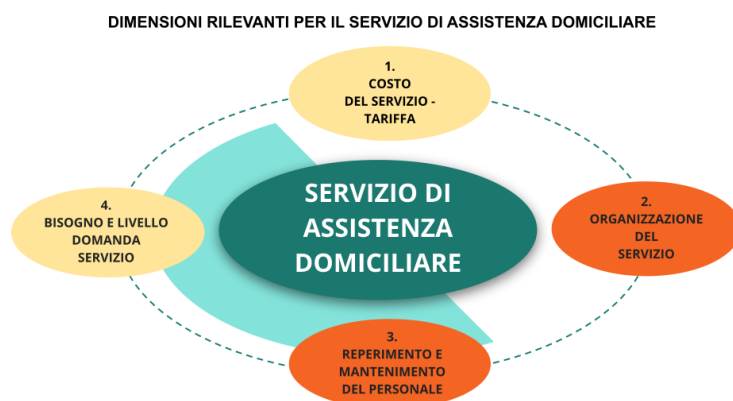 DIMENSIONI RILEVANTI PER IL SERVIZIO DI ASSISTENZA DOMICILIARE
1.
COSTO
DEL SERVIZIO -
TARIFFA
2.
ORGANIZZAZIONE
DEL
SERVIZIO
SERVIZIO DI
ASSISTENZA
DOMICILIARE
4.
BISOGNO E LIVELLO
DOMANDA
SERVIZIO
3.
REPERIMENTO E
MANTENIMENTO
DEL PERSONALE